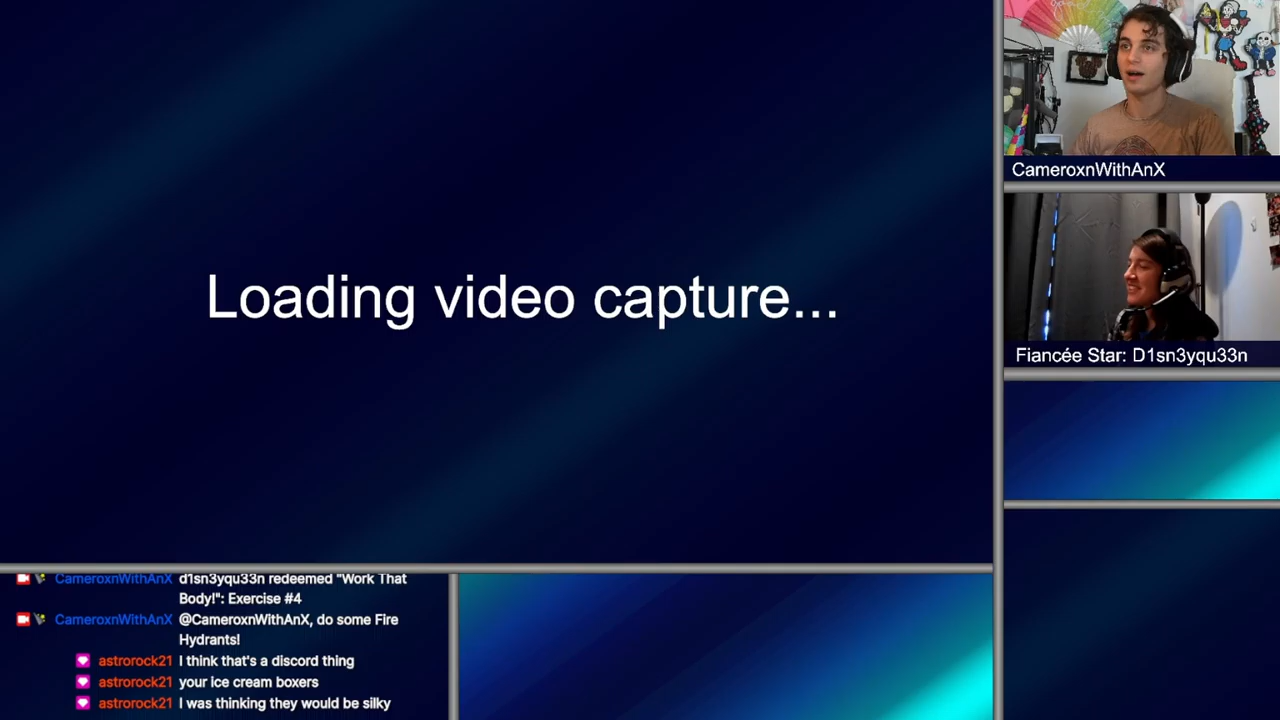 Loading video capture...
CameroxnWithAnX
Fiancée Star: D1sn3yqu33n
CameroxnWithAnX d1sn3yqu33n redeemed "Work That
Body!": Exercise #4
CameroxnWithAnX @CameroxnWithAnX, do some Fire
Hydrants!
astrorock21 I think that's a discord thing
astrorock21 your ice cream boxers
astrorock21 I was thinking they would be silky